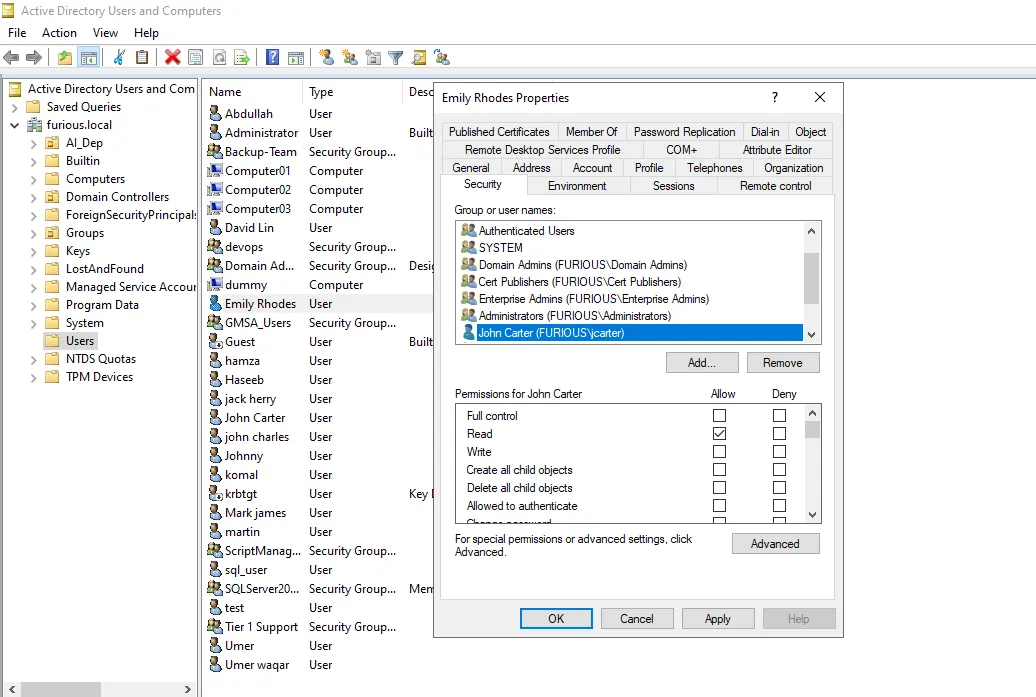 Active Directory Users and Computers
File Action View Help
Active Directory Users and Com
Saved Queries
furious.local
AI_Dep
Builtin
Computers
Domain Controllers
ForeignSecurityPrincipals
Groups
Keys
LostAndFound
Managed Service Accour
Program Data
System
Users
NTDS Quotas
TPM Devices
Name Type Desc
Abdullah User
Administrator User Built
Backup-Team Security Group...
Computer01 Computer
Computer02 Computer
Computer03 Computer
David Lin User
devops Security Group...
Domain Ad... Security Group... Desig
dummy Computer
Emily Rhodes User
GMSA_Users Security Group...
Guest User Built
hamza User
Haseeb User
jack herry User
John Carter User
john charles User
Johnny User
komal User
krbtgt User Key D
Mark james User
martin User
ScriptManag... Security Group...
sql_user User
SQLServer20... Security Group... Mem
test User
Tier 1 Support Security Group...
Umer User
Umer waqar User
Emily Rhodes Properties ?
Published Certificates Member Of Password Replication Dial-in Object
Remote Desktop Services Profile COM+ Attribute Editor
General Address Account Profile Telephones Organization
Security Environment Sessions Remote control
Group or user names:
Authenticated Users
SYSTEM
Domain Admins (FURIOUS\Domain Admins)
Cert Publishers (FURIOUS\Cert Publishers)
Enterprise Admins (FURIOUS\Enterprise Admins)
Administrators (FURIOUS\Administrators)
John Carter (FURIOUS\jcarter)
Add... Remove
Permissions for John Carter Allow Deny
Full control
Read
Write
Create all child objects
Delete all child objects
Allowed to authenticate
Change password
For special permissions or advanced settings, click
Advanced.
Advanced
OK Cancel Apply Help